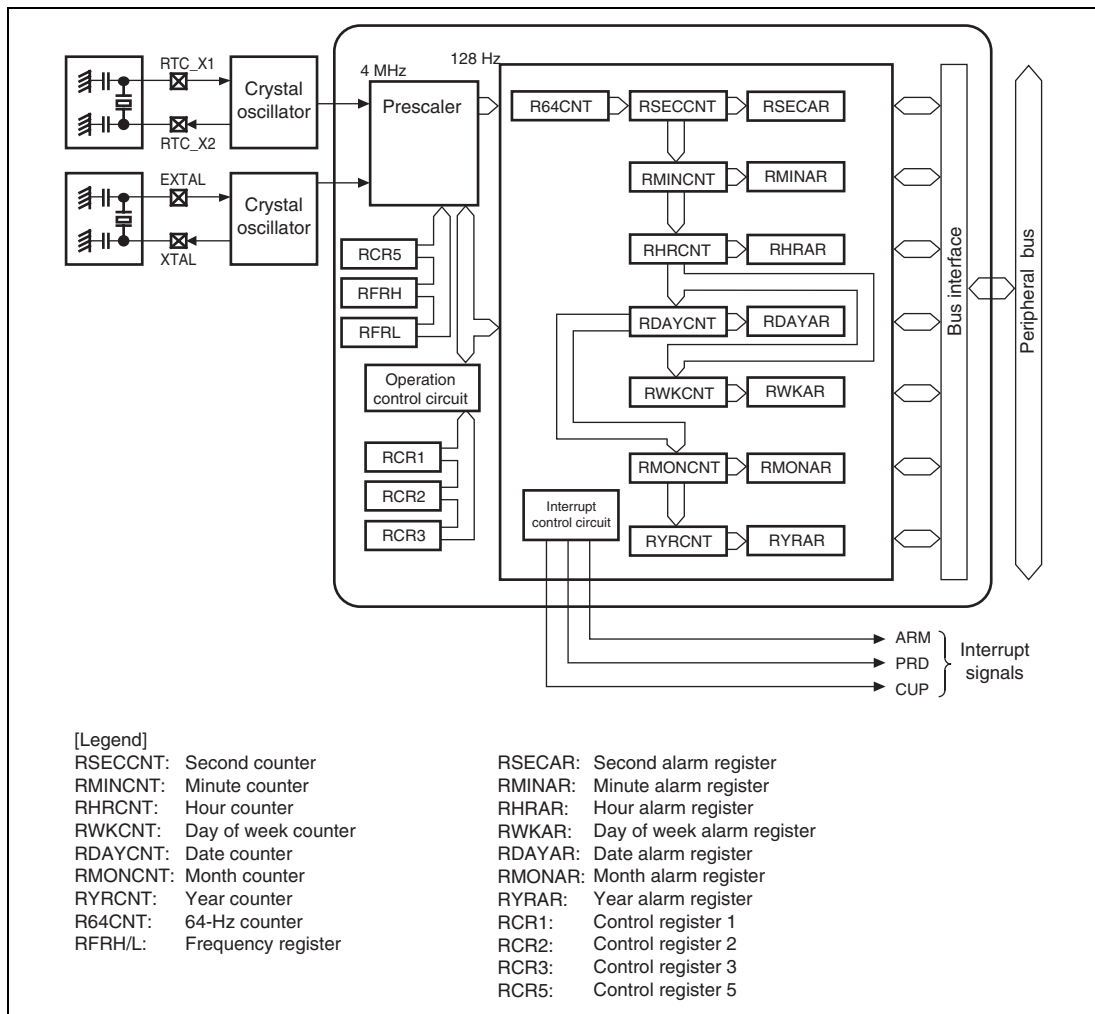 RTC_X1
RTC_X2
Crystal
oscillator
EXTAL
XTAL
Crystal
oscillator
4 MHz
128 Hz
Prescaler
RCR5
RFRH
RFRL
Operation
control circuit
RCR1
RCR2
RCR3
R64CNT
RSECCNT
RSECAR
RMINCNT
RMINAR
RHRCNT
RHRAR
RDAYCNT
RDAYAR
RWKCNT
RWKAR
RMONCNT
RMONAR
RYRCNT
RYRAR
Interrupt
control circuit
Bus interface
Peripheral bus
ARM
PRD
CUP
Interrupt
signals
[Legend]
RSECCNT: Second counter
RMINCNT: Minute counter
RHRCNT: Hour counter
RWKCNT: Day of week counter
RDAYCNT: Date counter
RMONCNT: Month counter
RYRCNT: Year counter
R64CNT: 64-Hz counter
RFRH/L: Frequency register
RSECAR: Second alarm register
RMINAR: Minute alarm register
RHRAR: Hour alarm register
RWKAR: Day of week alarm register
RDAYAR: Date alarm register
RMONAR: Month alarm register
RYRAR: Year alarm register
RCR1: Control register 1
RCR2: Control register 2
RCR3: Control register 3
RCR5: Control register 5